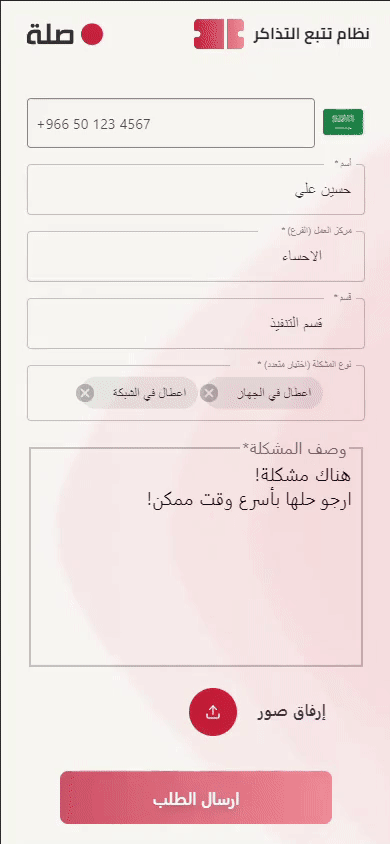 نظام تتبع التذاكر
صلة
+966 50 123 4567
أسم *
حسين علي
مركز العمل (الفرع) *
الاحساء
قسم *
قسم التنفيذ
نوع المشكلة (اختيار متعدد) *
اعطال في الجهاز
اعطال في الشبكة
وصف المشكلة*
هناك مشكلة!
ارجو حلها بأسرع وقت ممكن!
إرفاق صور
ارسال الطلب